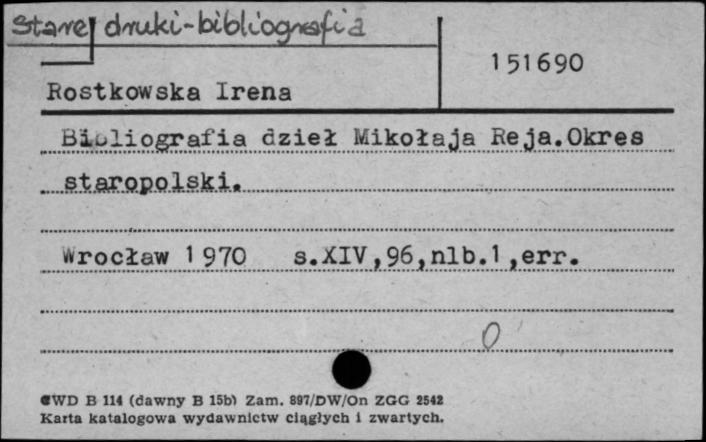 Stare druki-bibliografia
151690
Rostkowska Irena
Bibliografia dzieł Mikołaja Reja.Okres
staropolski.
Wrocław 1970 s.XIV,96,nlb.1,err.
0
CWD B 114 (dawny B 15b) Zam. 897/DW/On ZGG 2542
Karta katalogowa wydawnictw ciągłych i zwartych.